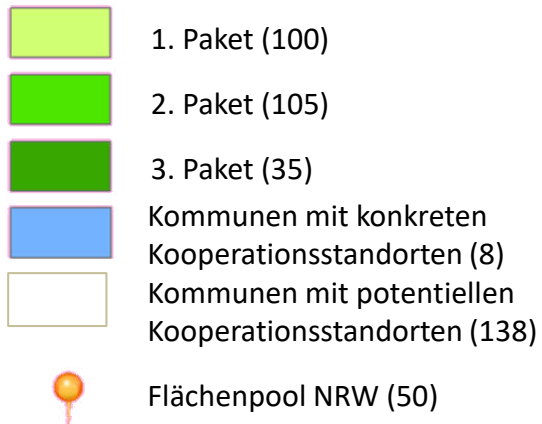 1. Paket (100)
2. Paket (105)
3. Paket (35)
Kommunen mit konkreten
Kooperationsstandorten (8)
Kommunen mit potentiellen
Kooperationsstandorten (138)
Flächenpool NRW (50)